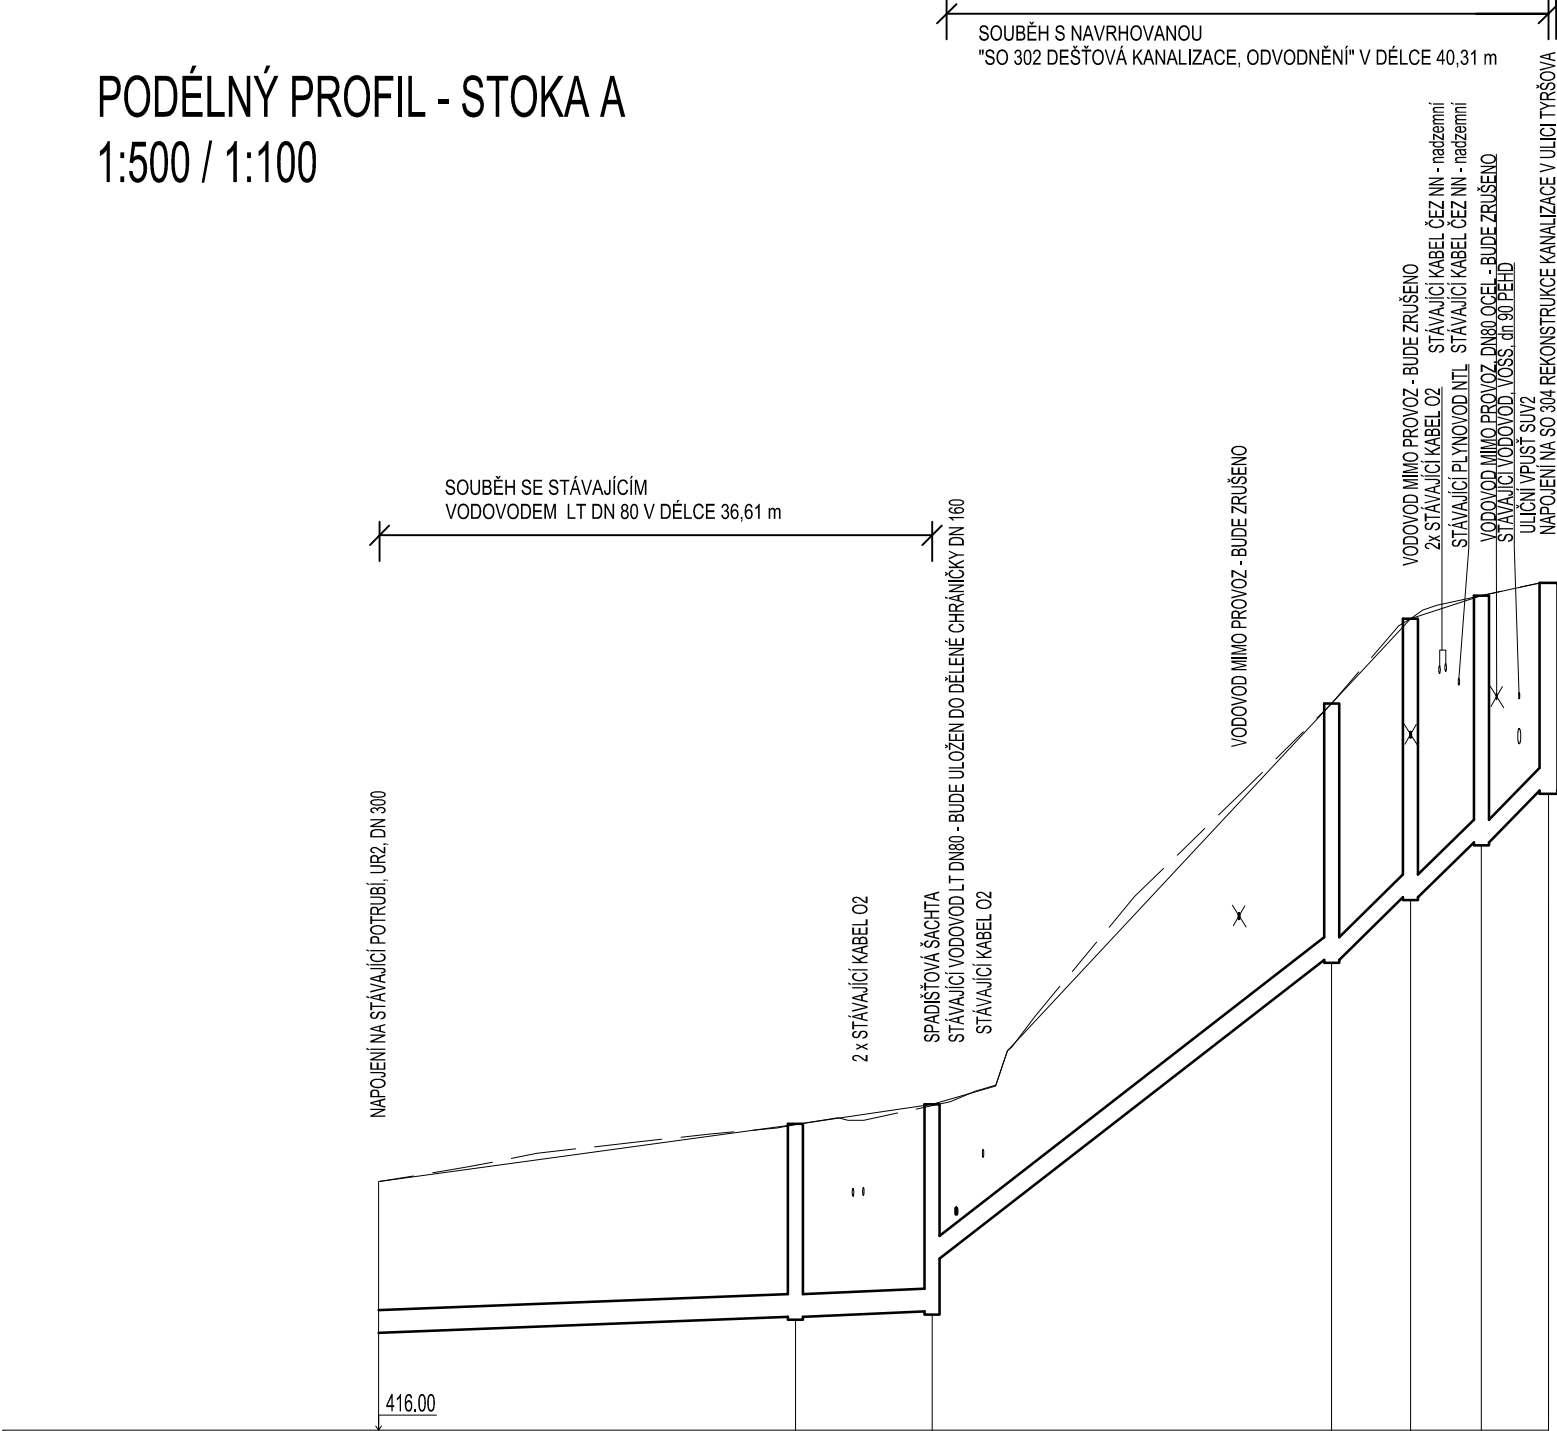 SOUBĚH S NAVRHOVANOU
"SO 302 DEŠŤOVÁ KANALIZACE, ODVODNĚNÍ" V DÉLCE 40,31 m
PODÉLNÝ PROFIL - STOKA A
1:500 / 1:100
SOUBĚH SE STÁVAJÍCÍM
VODOVODEM LT DN 80 V DÉLCE 36,61 m
NAPOJENÍ NA STÁVAJÍCÍ POTRUBÍ, UR2, DN 300
2 x STÁVAJÍCÍ KABEL O2
SPADIŠŤOVÁ ŠACHTA
STÁVAJÍCÍ VODOVOD LT DN80 - BUDE ULOŽEN DO DĚLENÉ CHRÁNIČKY DN 160
STÁVAJÍCÍ KABEL O2
VODOVOD MIMO PROVOZ - BUDE ZRUŠENO
VODOVOD MIMO PROVOZ - BUDE ZRUŠENO
2x STÁVAJÍCÍ KABEL O2
STÁVAJÍCÍ KABEL ČEZ NN - nadzemní
STÁVAJÍCÍ PLYNOVOD NTL
STÁVAJÍCÍ KABEL ČEZ NN - nadzemní
VODOVOD MIMO PROVOZ, DN80 OCEL - BUDE ZRUŠENO
STÁVAJÍCÍ VODOVOD, VOSS, dn 90 PEHD
ULIČNÍ VPUSŤ SUV2
NAPOJENÍ NA SO 304 REKONSTRUKCE KANALIZACE V ULICI TYRŠOVA
416.00